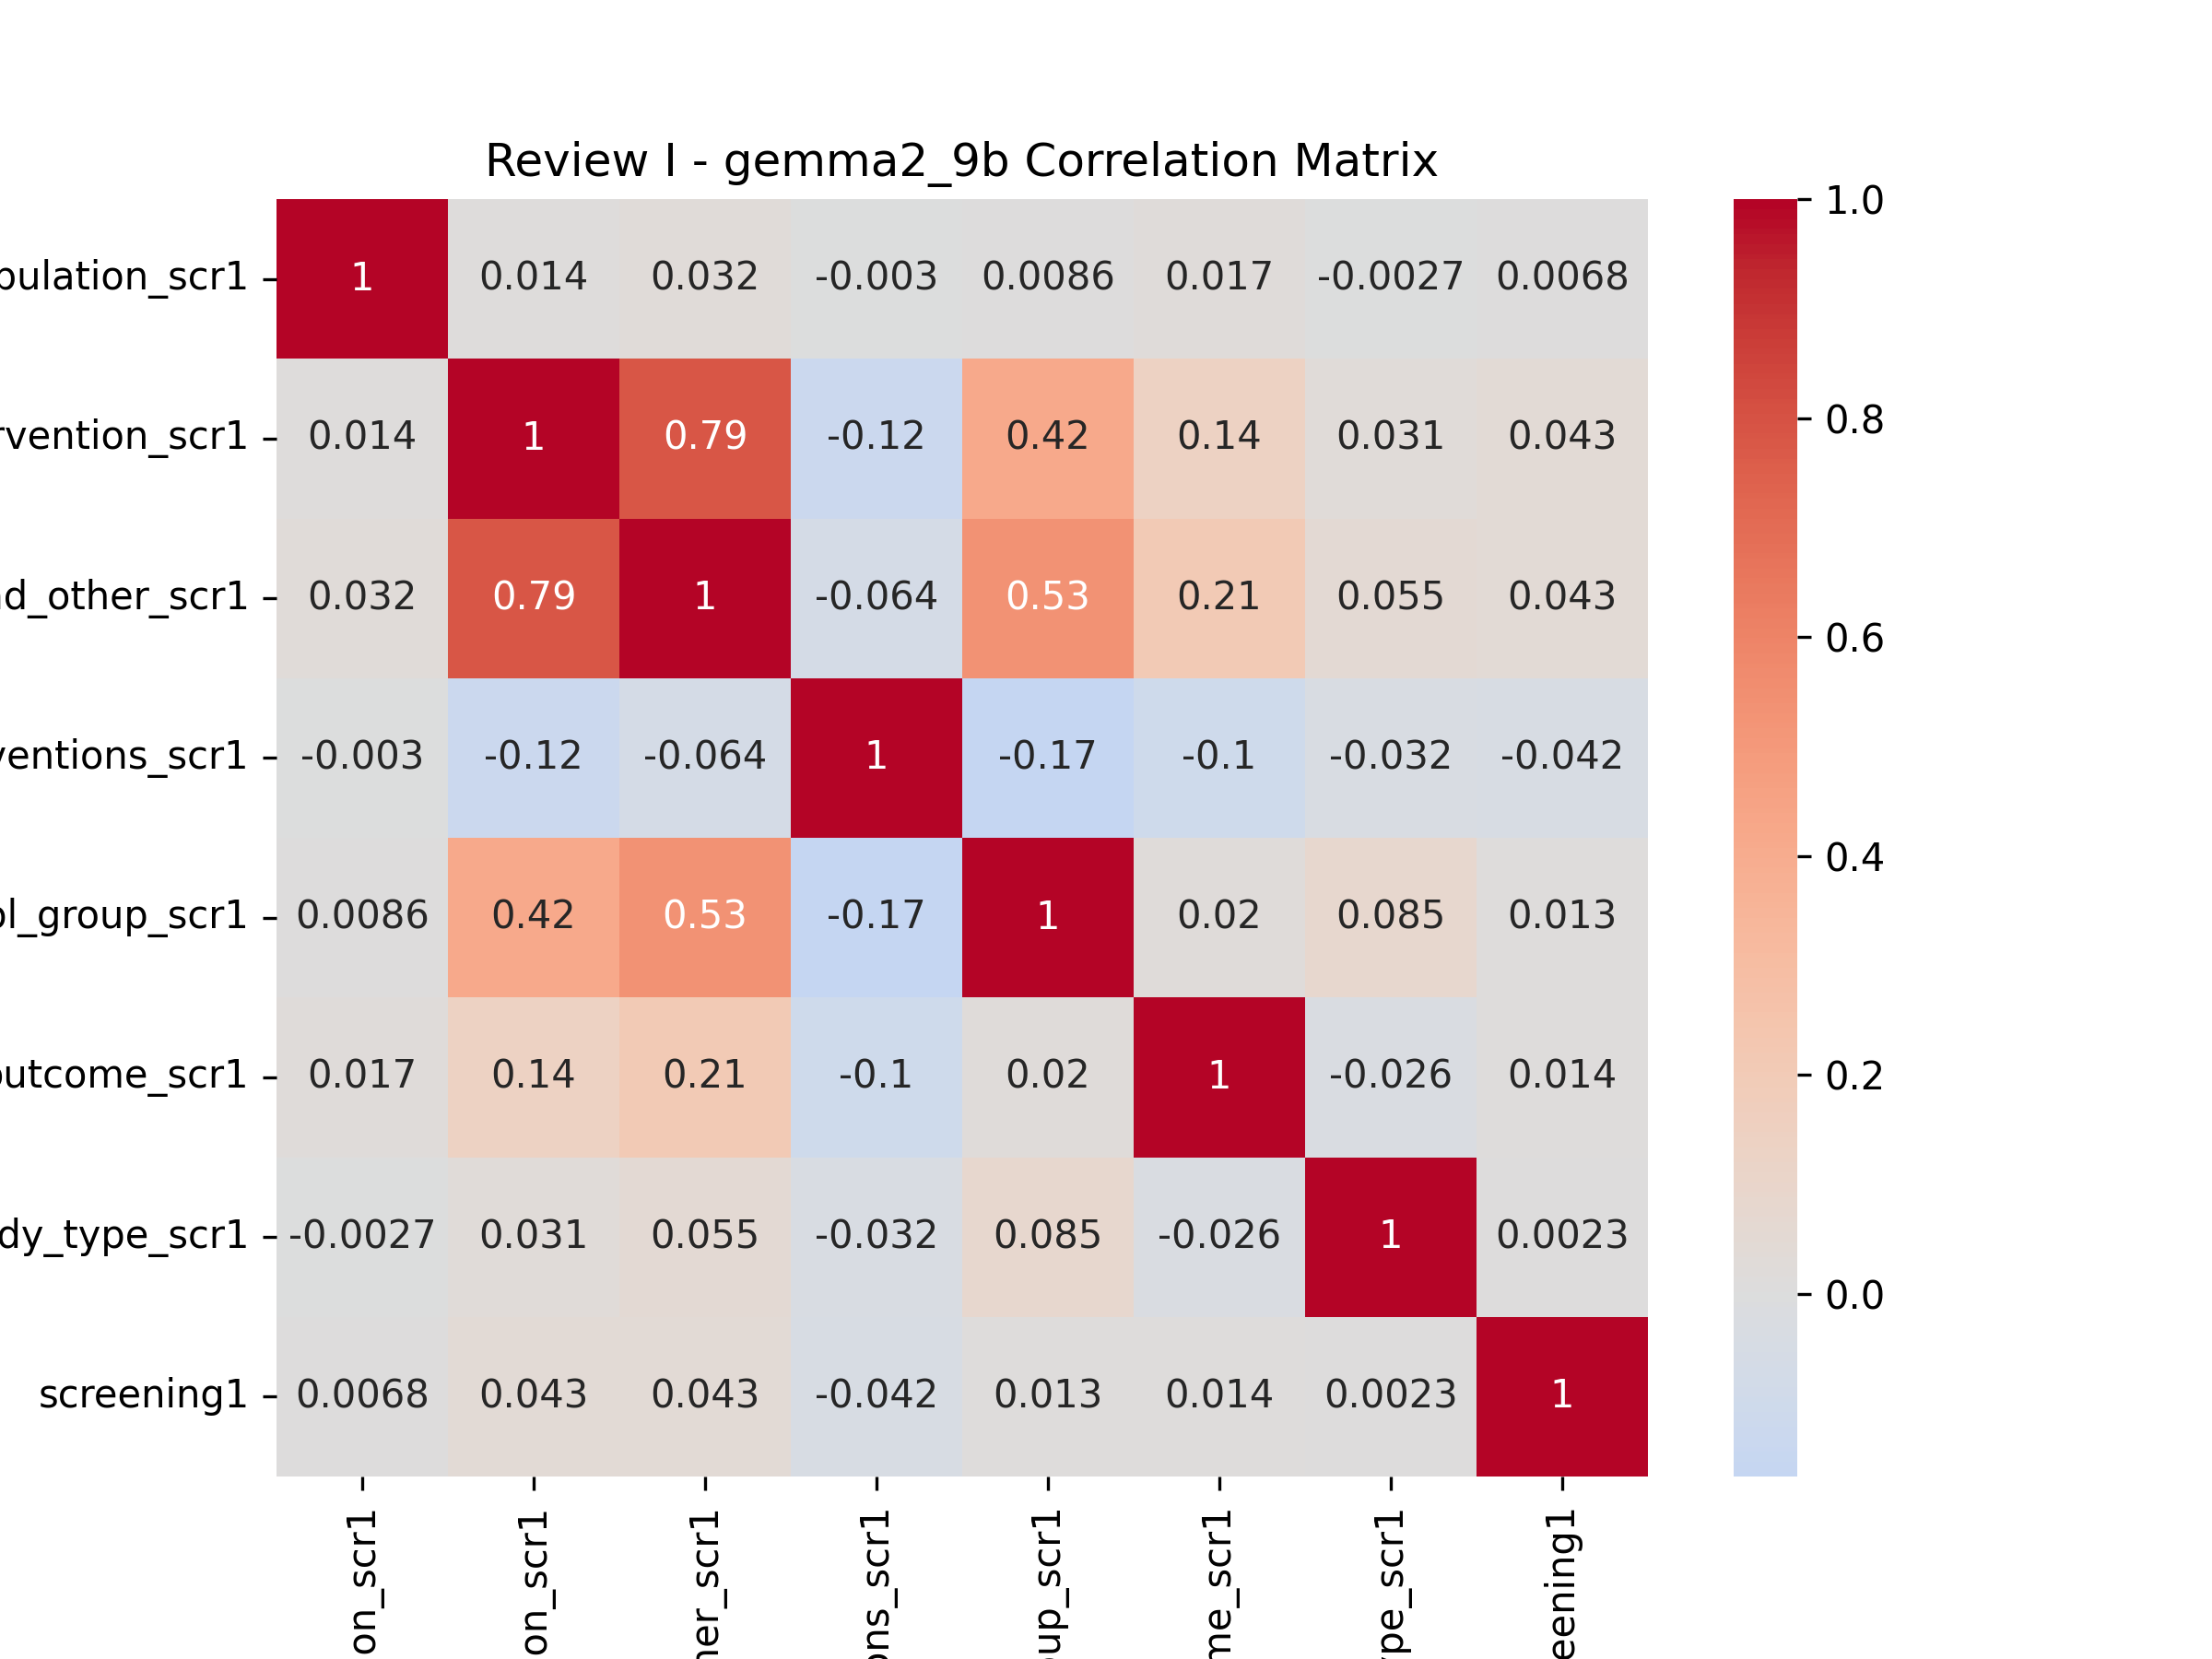 Review I - gemma2_9b Correlation Matrix
1.0
bulation_scr1 1 0.014 0.032 -0.003 0.0086 0.017 -0.0027 0.0068
0.8
rvention_scr1 0.014 1 0.79 -0.12 0.42 0.14 0.031 0.043
d_other_scr1 0.032 0.79 1 -0.064 0.53 0.21 0.055 0.043
0.6
ventions_scr1 -0.003 -0.12 -0.064 1 -0.17 -0.1 -0.032 -0.042
0.4
l_group_scr1 0.0086 0.42 0.53 -0.17 1 0.02 0.085 0.013
0.2
utcome_scr1 0.017 0.14 0.21 -0.1 0.02 1 -0.026 0.014
dy_type_scr1 -0.0027 0.031 0.055 -0.032 0.085 -0.026 1 0.0023
0.0
screening1 0.0068 0.043 0.043 -0.042 0.013 0.014 0.0023 1
on_scr1
on_scr1
ner_scr1
ons_scr1
oup_scr1
me_scr1
ype_scr1
eening1